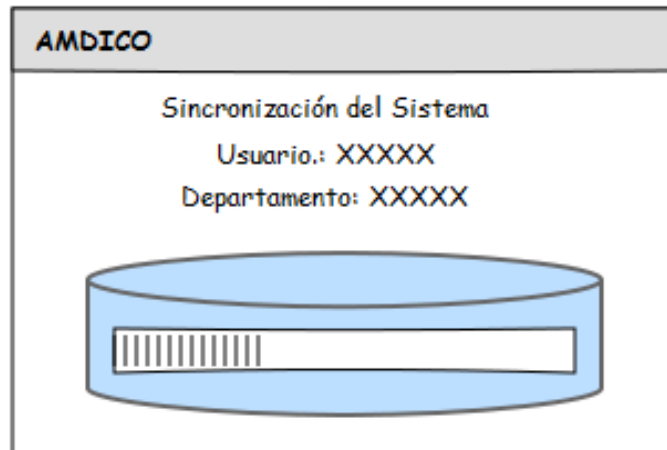 AMDICO
Sincronización del Sistema
Usuario.: XXXXX
Departamento: XXXXX